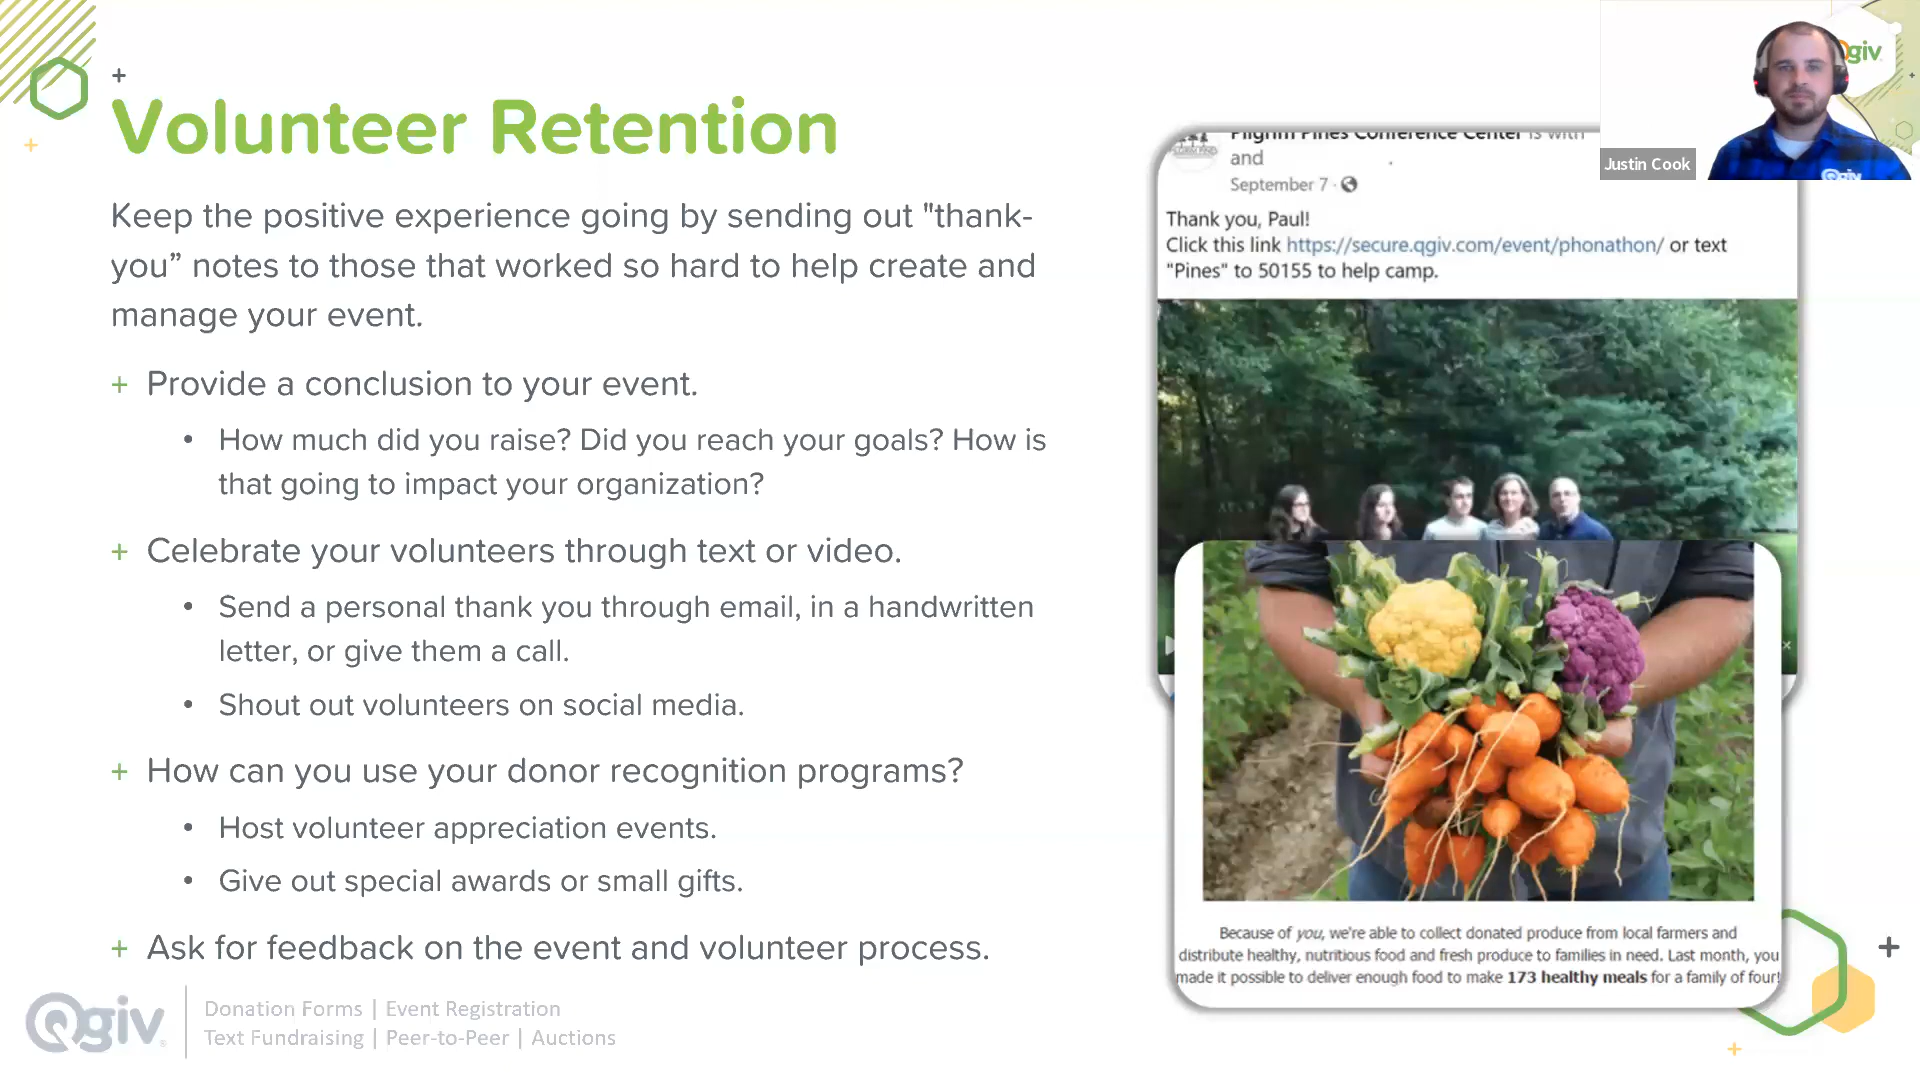 Volunteer Retention
Keep the positive experience going by sending out "thank-
you” notes to those that worked so hard to help create and
manage your event.
+ Provide a conclusion to your event.
• How much did you raise? Did you reach your goals? How is
that going to impact your organization?
+ Celebrate your volunteers through text or video.
• Send a personal thank you through email, in a handwritten
letter, or give them a call.
• Shout out volunteers on social media.
+ How can you use your donor recognition programs?
• Host volunteer appreciation events.
• Give out special awards or small gifts.
+ Ask for feedback on the event and volunteer process.
Qgiv
Donation Forms | Event Registration
Text Fundraising | Peer-to-Peer | Auctions
Pilgrim Pines Conference Center is with
and
September 7 ·
Thank you, Paul!
Click this link https://secure.qgiv.com/event/phonathon/ or text
"Pines" to 50155 to help camp.
Because of you, we're able to collect donated produce from local farmers and
distribute healthy, nutritious food and fresh produce to families in need. Last month, you
made it possible to deliver enough food to make 173 healthy meals for a family of four!
Qgiv
Justin Cook
Qgiv